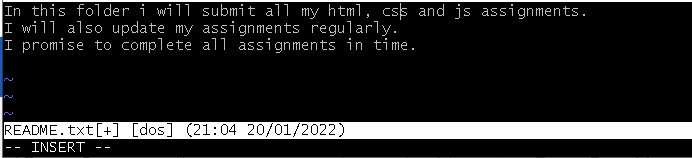 In this folder i will submit all my html, css and js assignments.
I will also update my assignments regularly.
I promise to complete all assignments in time.
~
~
~
README.txt[+] [dos] (21:04 20/01/2022)
-- INSERT --